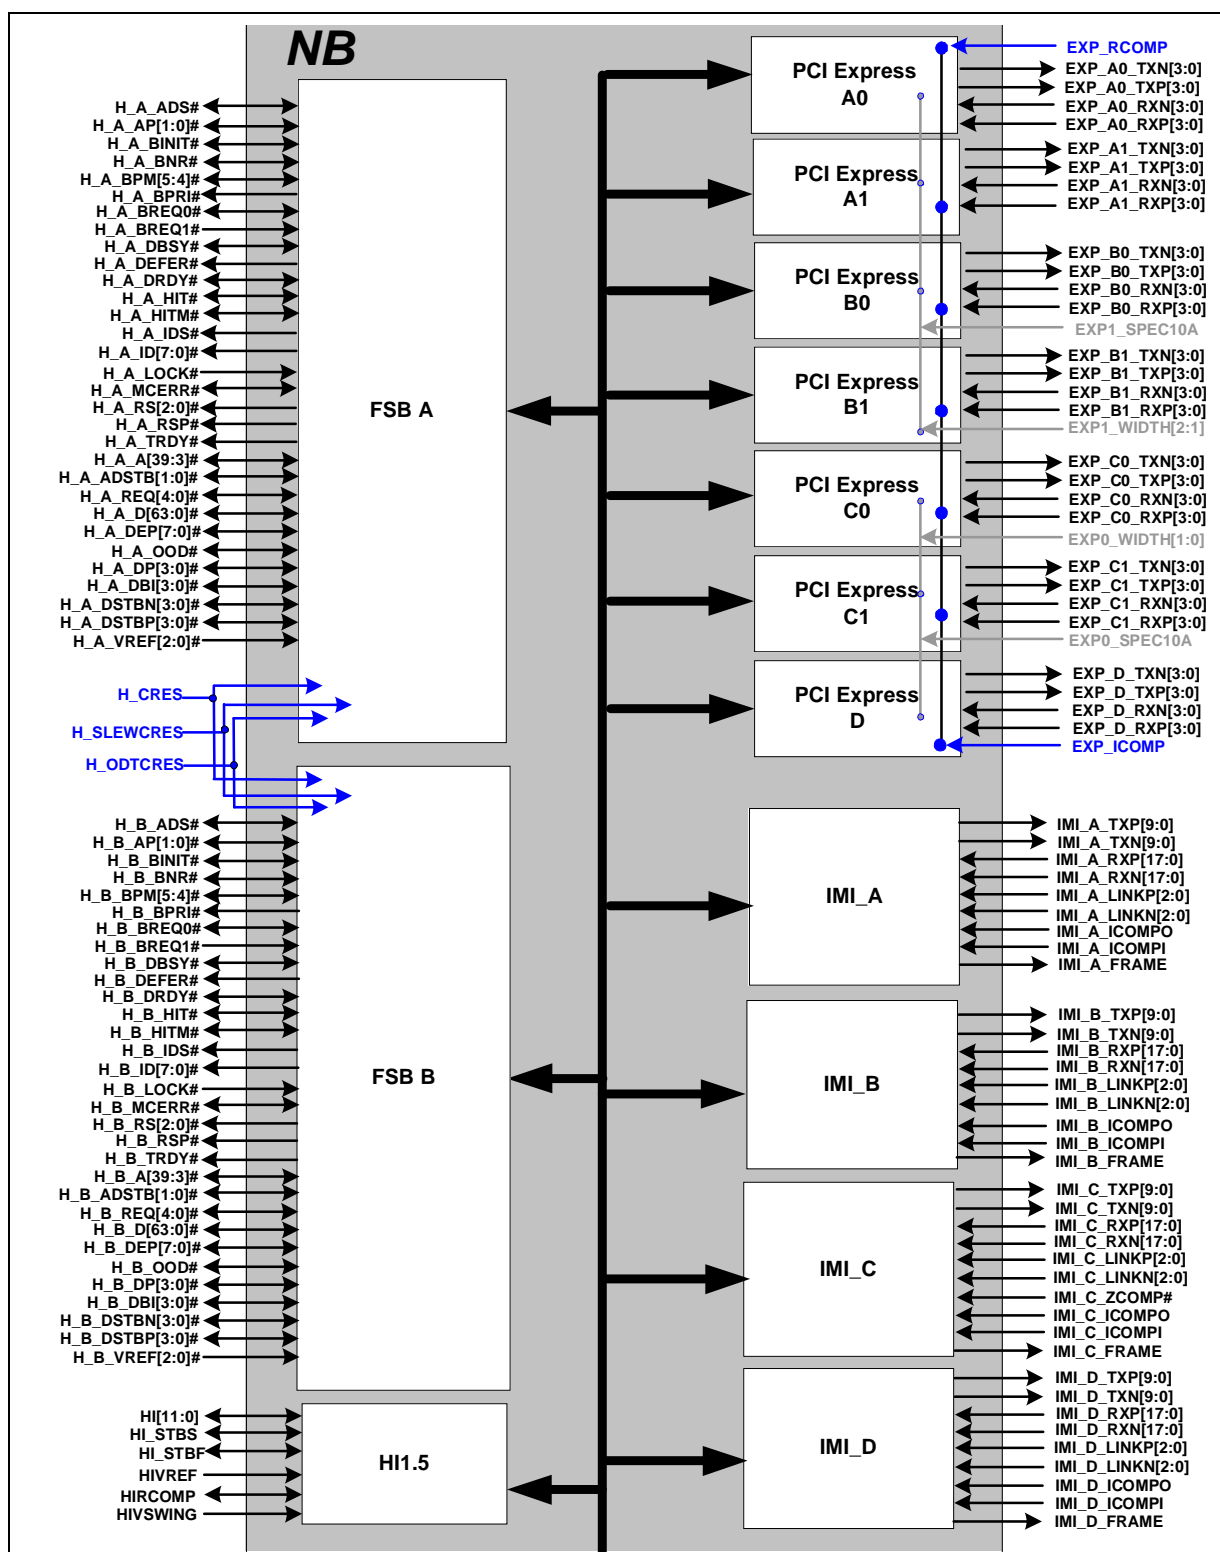 NB
H_A_ADS#
H_A_AP[1:0]#
H_A_BINIT#
H_A_BNR#
H_A_BPM[5:4]#
H_A_BPRI#
H_A_BREQ0#
H_A_BREQ1#
H_A_DBSY#
H_A_DEFER#
H_A_DRDY#
H_A_HIT#
H_A_HITM#
H_A_IDS#
H_A_ID[7:0]#
H_A_LOCK#
H_A_MCERR#
H_A_RS[2:0]#
H_A_RSP#
H_A_TRDY#
H_A_A[39:3]#
H_A_ADSTB[1:0]#
H_A_REQ[4:0]#
H_A_D[63:0]#
H_A_DEP[7:0]#
H_A_OOD#
H_A_DP[3:0]#
H_A_DBI[3:0]#
H_A_DSTBN[3:0]#
H_A_DSTBP[3:0]#
H_A_VREF[2:0]#
FSB A
H_CRES
H_SLEWCRES
H_ODTCRES
H_B_ADS#
H_B_AP[1:0]#
H_B_BINIT#
H_B_BNR#
H_B_BPM[5:4]#
H_B_BPRI#
H_B_BREQ0#
H_B_BREQ1#
H_B_DBSY#
H_B_DEFER#
H_B_DRDY#
H_B_HIT#
H_B_HITM#
H_B_IDS#
H_B_ID[7:0]#
H_B_LOCK#
H_B_MCERR#
H_B_RS[2:0]#
H_B_RSP#
H_B_TRDY#
H_B_A[39:3]#
H_B_ADSTB[1:0]#
H_B_REQ[4:0]#
H_B_D[63:0]#
H_B_DEP[7:0]#
H_B_OOD#
H_B_DP[3:0]#
H_B_DBI[3:0]#
H_B_DSTBN[3:0]#
H_B_DSTBP[3:0]#
H_B_VREF[2:0]#
FSB B
HI[11:0]
HI_STBS
HI_STBF
HIVREF
HIRCOMP
HIVSWING
HI1.5
PCI Express
A0
EXP_RCOMP
EXP_A0_TXN[3:0]
EXP_A0_TXP[3:0]
EXP_A0_RXN[3:0]
EXP_A0_RXP[3:0]
PCI Express
A1
EXP_A1_TXN[3:0]
EXP_A1_TXP[3:0]
EXP_A1_RXN[3:0]
EXP_A1_RXP[3:0]
PCI Express
B0
EXP_B0_TXN[3:0]
EXP_B0_TXP[3:0]
EXP_B0_RXN[3:0]
EXP_B0_RXP[3:0]
EXP1_SPEC10A
PCI Express
B1
EXP_B1_TXN[3:0]
EXP_B1_TXP[3:0]
EXP_B1_RXN[3:0]
EXP_B1_RXP[3:0]
EXP1_WIDTH[2:1]
PCI Express
C0
EXP_C0_TXN[3:0]
EXP_C0_TXP[3:0]
EXP_C0_RXN[3:0]
EXP_C0_RXP[3:0]
EXP0_WIDTH[1:0]
PCI Express
C1
EXP_C1_TXN[3:0]
EXP_C1_TXP[3:0]
EXP_C1_RXN[3:0]
EXP_C1_RXP[3:0]
EXP0_SPEC10A
PCI Express
D
EXP_D_TXN[3:0]
EXP_D_TXP[3:0]
EXP_D_RXN[3:0]
EXP_D_RXP[3:0]
EXP_ICOMP
IMI_A
IMI_A_TXP[9:0]
IMI_A_TXN[9:0]
IMI_A_RXP[17:0]
IMI_A_RXN[17:0]
IMI_A_LINKP[2:0]
IMI_A_LINKN[2:0]
IMI_A_ICOMPO
IMI_A_ICOMPI
IMI_A_FRAME
IMI_B
IMI_B_TXP[9:0]
IMI_B_TXN[9:0]
IMI_B_RXP[17:0]
IMI_B_RXN[17:0]
IMI_B_LINKP[2:0]
IMI_B_LINKN[2:0]
IMI_B_ICOMPO
IMI_B_ICOMPI
IMI_B_FRAME
IMI_C
IMI_C_TXP[9:0]
IMI_C_TXN[9:0]
IMI_C_RXP[17:0]
IMI_C_RXN[17:0]
IMI_C_LINKP[2:0]
IMI_C_LINKN[2:0]
IMI_C_ZCOMP#
IMI_C_ICOMPO
IMI_C_ICOMPI
IMI_C_FRAME
IMI_D
IMI_D_TXP[9:0]
IMI_D_TXN[9:0]
IMI_D_RXP[17:0]
IMI_D_RXN[17:0]
IMI_D_LINKP[2:0]
IMI_D_LINKN[2:0]
IMI_D_ICOMPO
IMI_D_ICOMPI
IMI_D_FRAME